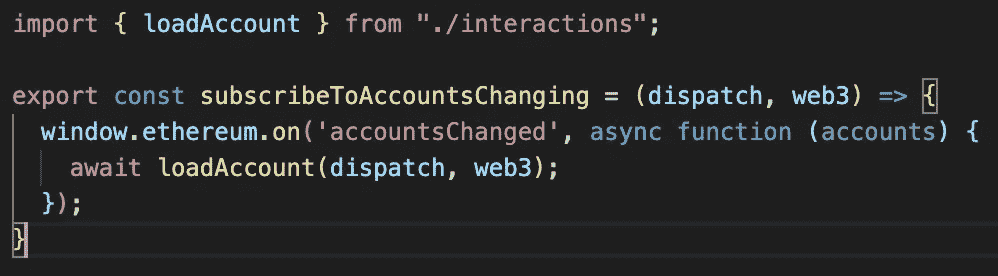 import { loadAccount } from "./interactions";
export const subscribeToAccountsChanging = (dispatch, web3) => {
window.ethereum.on('accountsChanged', async function (accounts) {
await loadAccount(dispatch, web3);
});
}